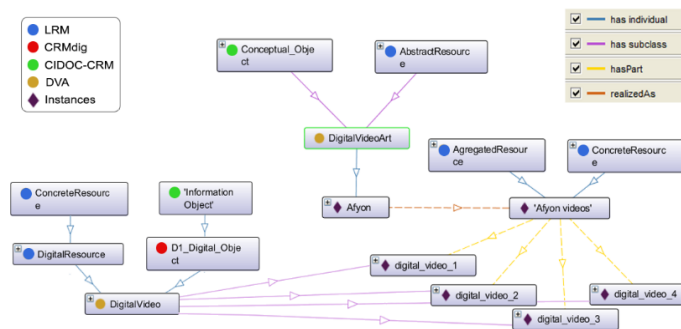 LRM
CRMdig
CIDOC-CRM
DVA
Instances
has individual
has subclass
hasPart
realizedAs
Conceptual_Obje
ct
AbstractResourc
e
DigitalVideoArt
AgregatedResour
ce
ConcreteResourc
e
ConcreteResourc
e
'Information
Object'
Afyon
'Afyon videos'
DigitalResource
D1_Digital_Obje
ct
digital_video_1
DigitalVideo
digital_video_2
digital_video_4
digital_video_3